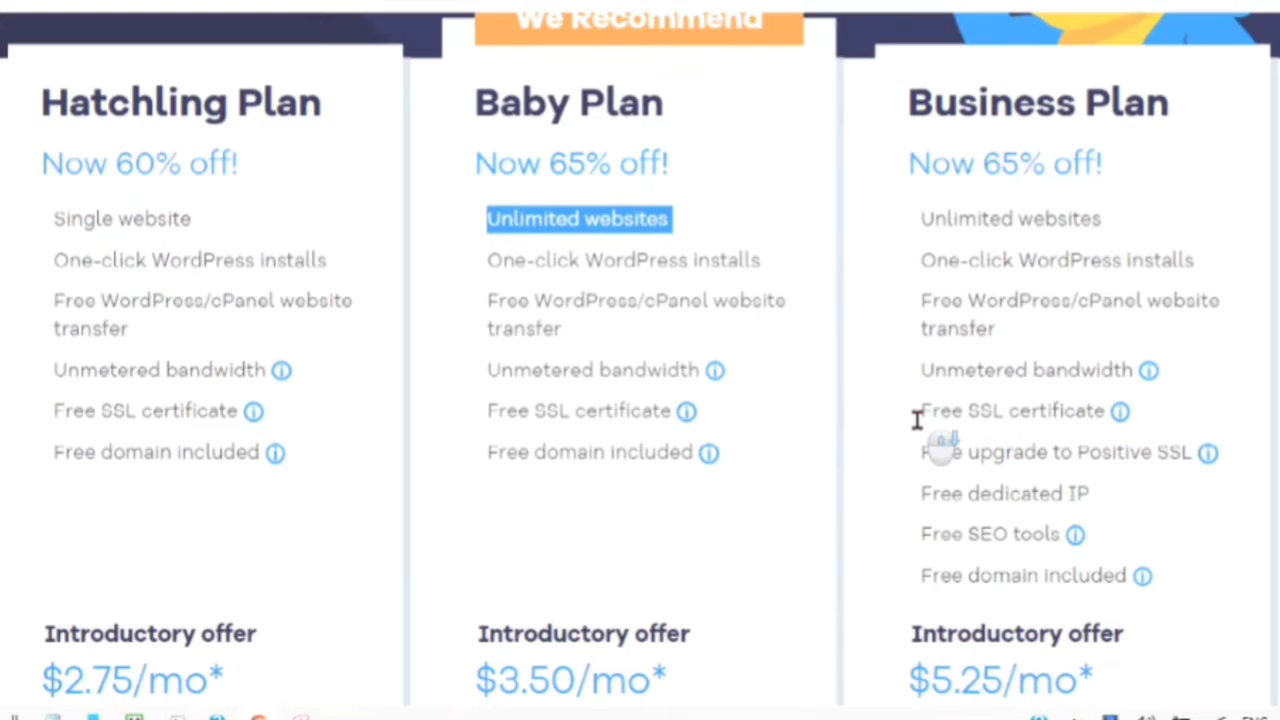 We Recommend
Hatchling Plan
Now 60% off!
Single website
One-click WordPress installs
Free WordPress/cPanel website
transfer
Unmetered bandwidth
Free SSL certificate
Free domain included
Introductory offer
$2.75/mo*
Baby Plan
Now 65% off!
Unlimited websites
One-click WordPress installs
Free WordPress/cPanel website
transfer
Unmetered bandwidth
Free SSL certificate
Free domain included
Introductory offer
$3.50/mo*
Business Plan
Now 65% off!
Unlimited websites
One-click WordPress installs
Free WordPress/cPanel website
transfer
Unmetered bandwidth
Free SSL certificate
Free upgrade to Positive SSL
Free dedicated IP
Free SEO tools
Free domain included
Introductory offer
$5.25/mo*